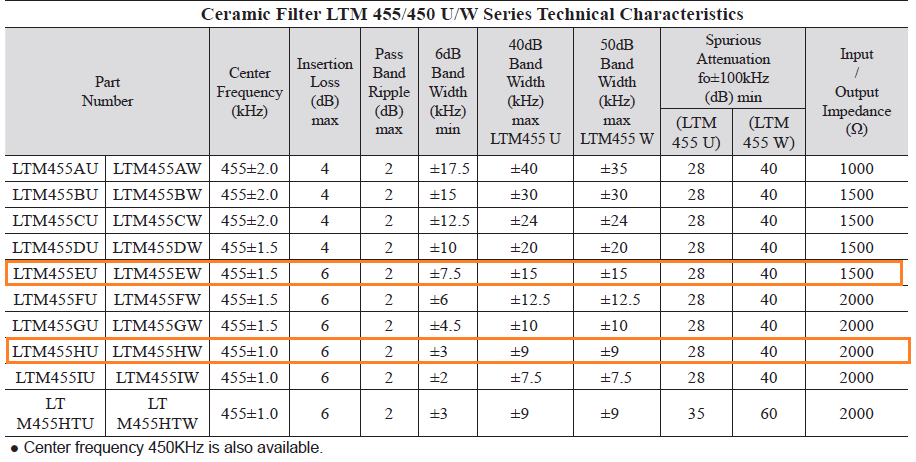 Ceramic Filter LTM 455/450 U/W Series Technical Characteristics
Part Number | Center Frequency (kHz) | Insertion Loss (dB) max | Pass Band Ripple (dB) max | 6dB Band Width (kHz) min | 40dB Band Width (kHz) max LTM455 U | 50dB Band Width (kHz) max LTM455 W | Spurious Attenuation fo±100kHz (dB) min | Input / Output Impedance (Ω)
(LTM 455 U) | (LTM 455 W)
LTM455AU | LTM455AW | 455±2.0 | 4 | 2 | ±17.5 | ±40 | ±35 | 28 | 40 | 1000
LTM455BU | LTM455BW | 455±2.0 | 4 | 2 | ±15 | ±30 | ±30 | 28 | 40 | 1500
LTM455CU | LTM455CW | 455±2.0 | 4 | 2 | ±12.5 | ±24 | ±24 | 28 | 40 | 1500
LTM455DU | LTM455DW | 455±1.5 | 4 | 2 | ±10 | ±20 | ±20 | 28 | 40 | 1500
LTM455EU | LTM455EW | 455±1.5 | 6 | 2 | ±7.5 | ±15 | ±15 | 28 | 40 | 1500
LTM455FU | LTM455FW | 455±1.5 | 6 | 2 | ±6 | ±12.5 | ±12.5 | 28 | 40 | 2000
LTM455GU | LTM455GW | 455±1.5 | 6 | 2 | ±4.5 | ±10 | ±10 | 28 | 40 | 2000
LTM455HU | LTM455HW | 455±1.0 | 6 | 2 | ±3 | ±9 | ±9 | 28 | 40 | 2000
LTM455IU | LTM455IW | 455±1.0 | 6 | 2 | ±2 | ±7.5 | ±7.5 | 28 | 40 | 2000
LT M455HTU | LT M455HTW | 455±1.0 | 6 | 2 | ±3 | ±9 | ±9 | 35 | 60 | 2000
● Center frequency 450KHz is also available.